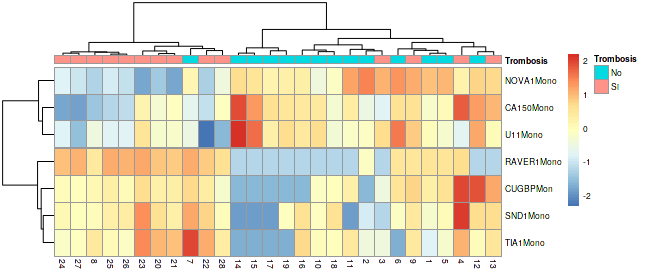 Trombosis
NOVA1Mono
CA150Mono
U11Mono
RAVER1Mono
CUGBPMon
SND1Mono
TIA1Mono
24 27 8 25 26 23 20 21 7 22 28 14 15 17 19 16 10 18 11 2 3 6 9 1 5 4 12 13
2
1
0
-1
-2
Trombosis
No
SI